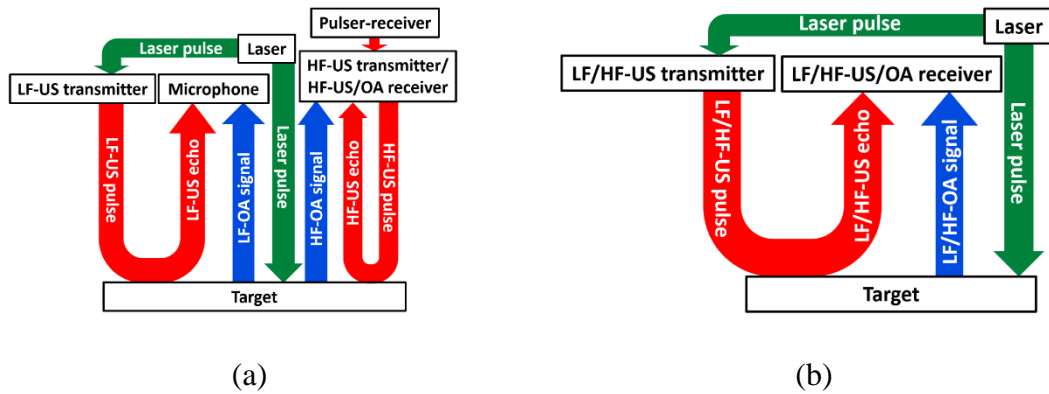 Pulser-receiver
Laser pulse
Laser
LF-US transmitter
Microphone
HF-US transmitter/
HF-US/OA receiver
LF-US pulse
LF-US echo
LF-OA signal
Laser pulse
HF-OA signal
HF-US echo
HF-US pulse
Target
(a)
Laser pulse
Laser
LF/HF-US transmitter
LF/HF-US/OA receiver
LF/HF-US pulse
LF/HF-US echo
LF/HF-OA signal
Laser pulse
Target
(b)